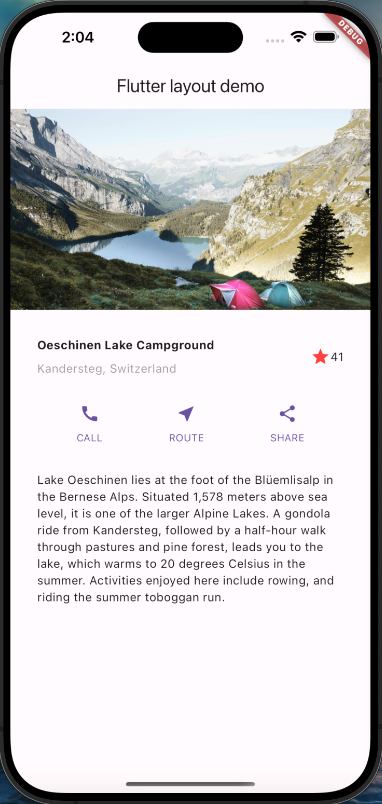 2:04
DEBUG
Flutter layout demo
Oeschinen Lake Campground
Kandersteg, Switzerland
41
CALL
ROUTE
SHARE
Lake Oeschinen lies at the foot of the Blüemlisalp in
the Bernese Alps. Situated 1,578 meters above sea
level, it is one of the larger Alpine Lakes. A gondola
ride from Kandersteg, followed by a half-hour walk
through pastures and pine forest, leads you to the
lake, which warms to 20 degrees Celsius in the
summer. Activities enjoyed here include rowing, and
riding the summer toboggan run.